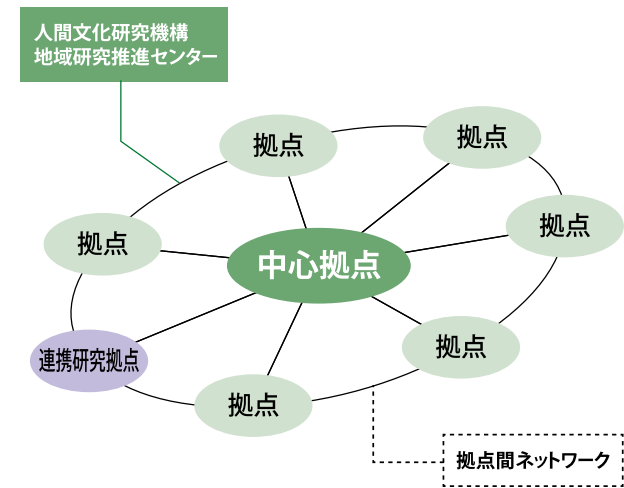 人間文化研究機構
地域研究推進センター
拠点
拠点
拠点
拠点
中心拠点
拠点
連携研究拠点
拠点
拠点間ネットワーク